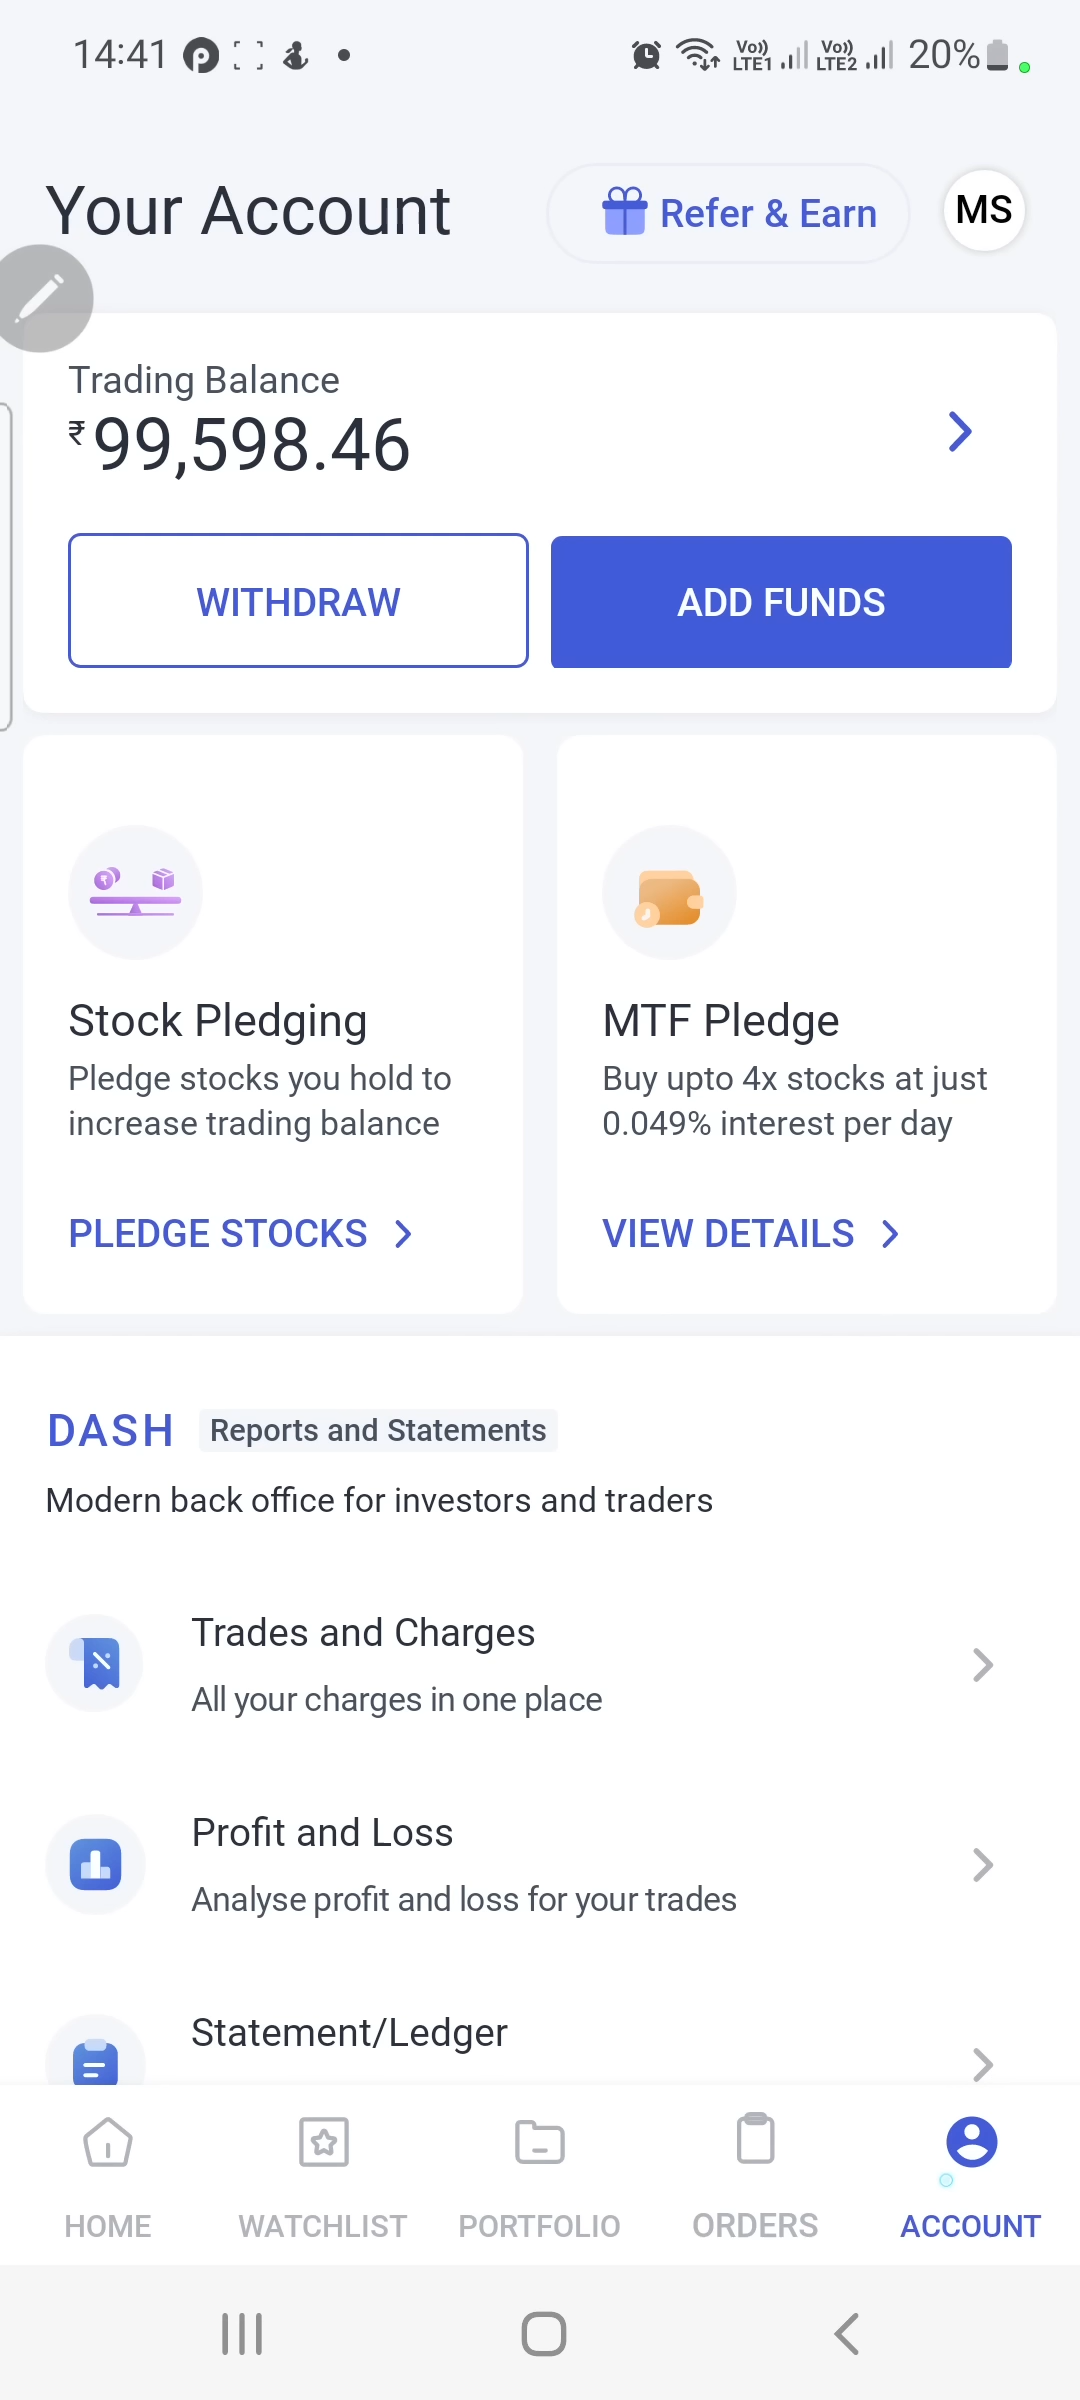 14:41
Vo)) LTE1 Vo)) LTE2 20%
Your Account
Refer & Earn
MS
Trading Balance
₹99,598.46
WITHDRAW
ADD FUNDS
Stock Pledging
Pledge stocks you hold to
increase trading balance
PLEDGE STOCKS
MTF Pledge
Buy upto 4x stocks at just
0.049% interest per day
VIEW DETAILS
DASH Reports and Statements
Modern back office for investors and traders
Trades and Charges
All your charges in one place
Profit and Loss
Analyse profit and loss for your trades
Statement/Ledger
HOME
WATCHLIST
PORTFOLIO
ORDERS
ACCOUNT